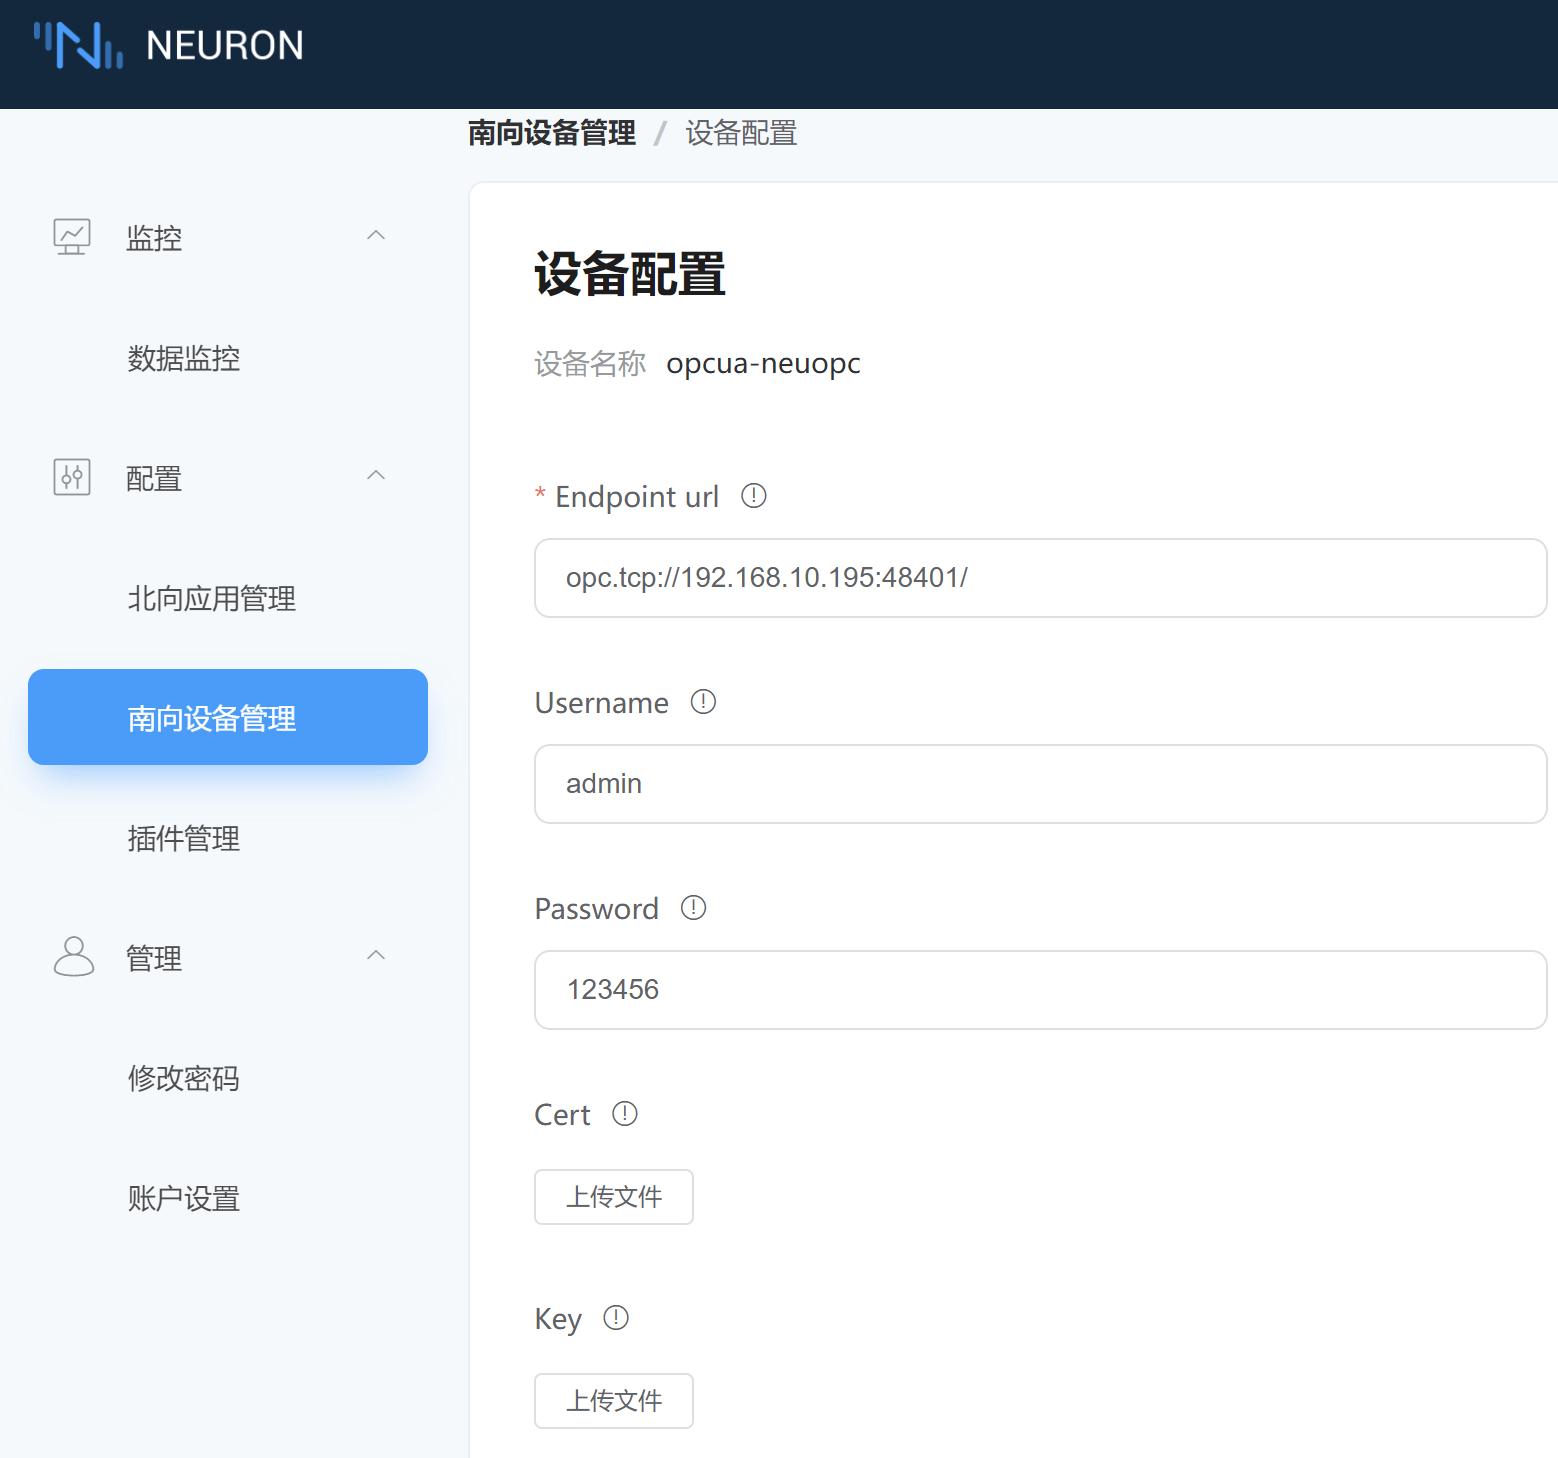 NEURON
南向设备管理 / 设备配置
监控
数据监控
配置
北向应用管理
南向设备管理
插件管理
管理
修改密码
账户设置
设备配置
设备名称 opcua-neuopc
* Endpoint url
opc.tcp://192.168.10.195:48401/
Username
admin
Password
123456
Cert
上传文件
Key
上传文件